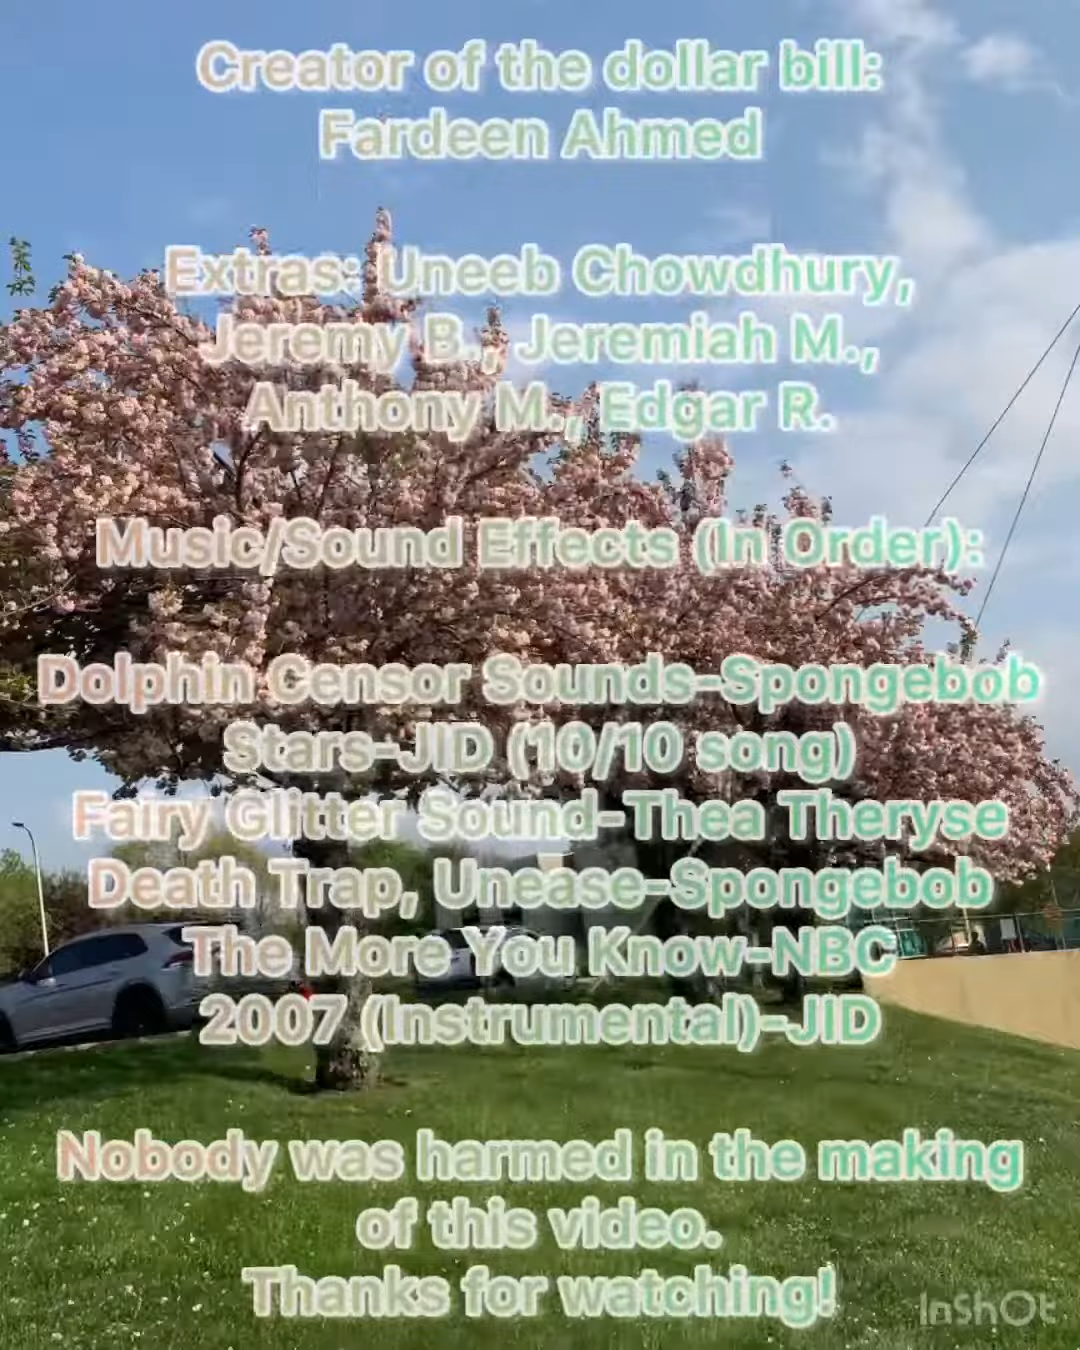 Creator of the dollar bill:
Fardeen Ahmed
Extras: Uneeb Chowdhury,
Jeremy B., Jeremiah M.,
Anthony M., Edgar R.
Music/Sound Effects (In Order):
Dolphin Censor Sounds-Spongebob
Stars-JID (10/10 song)
Fairy Glitter Sound-Thea Theryse
Death Trap, Unease-Spongebob
The More You Know-NBC
2007 (Instrumental)-JID
Nobody was harmed in the making
of this video.
Thanks for watching!
InShOt